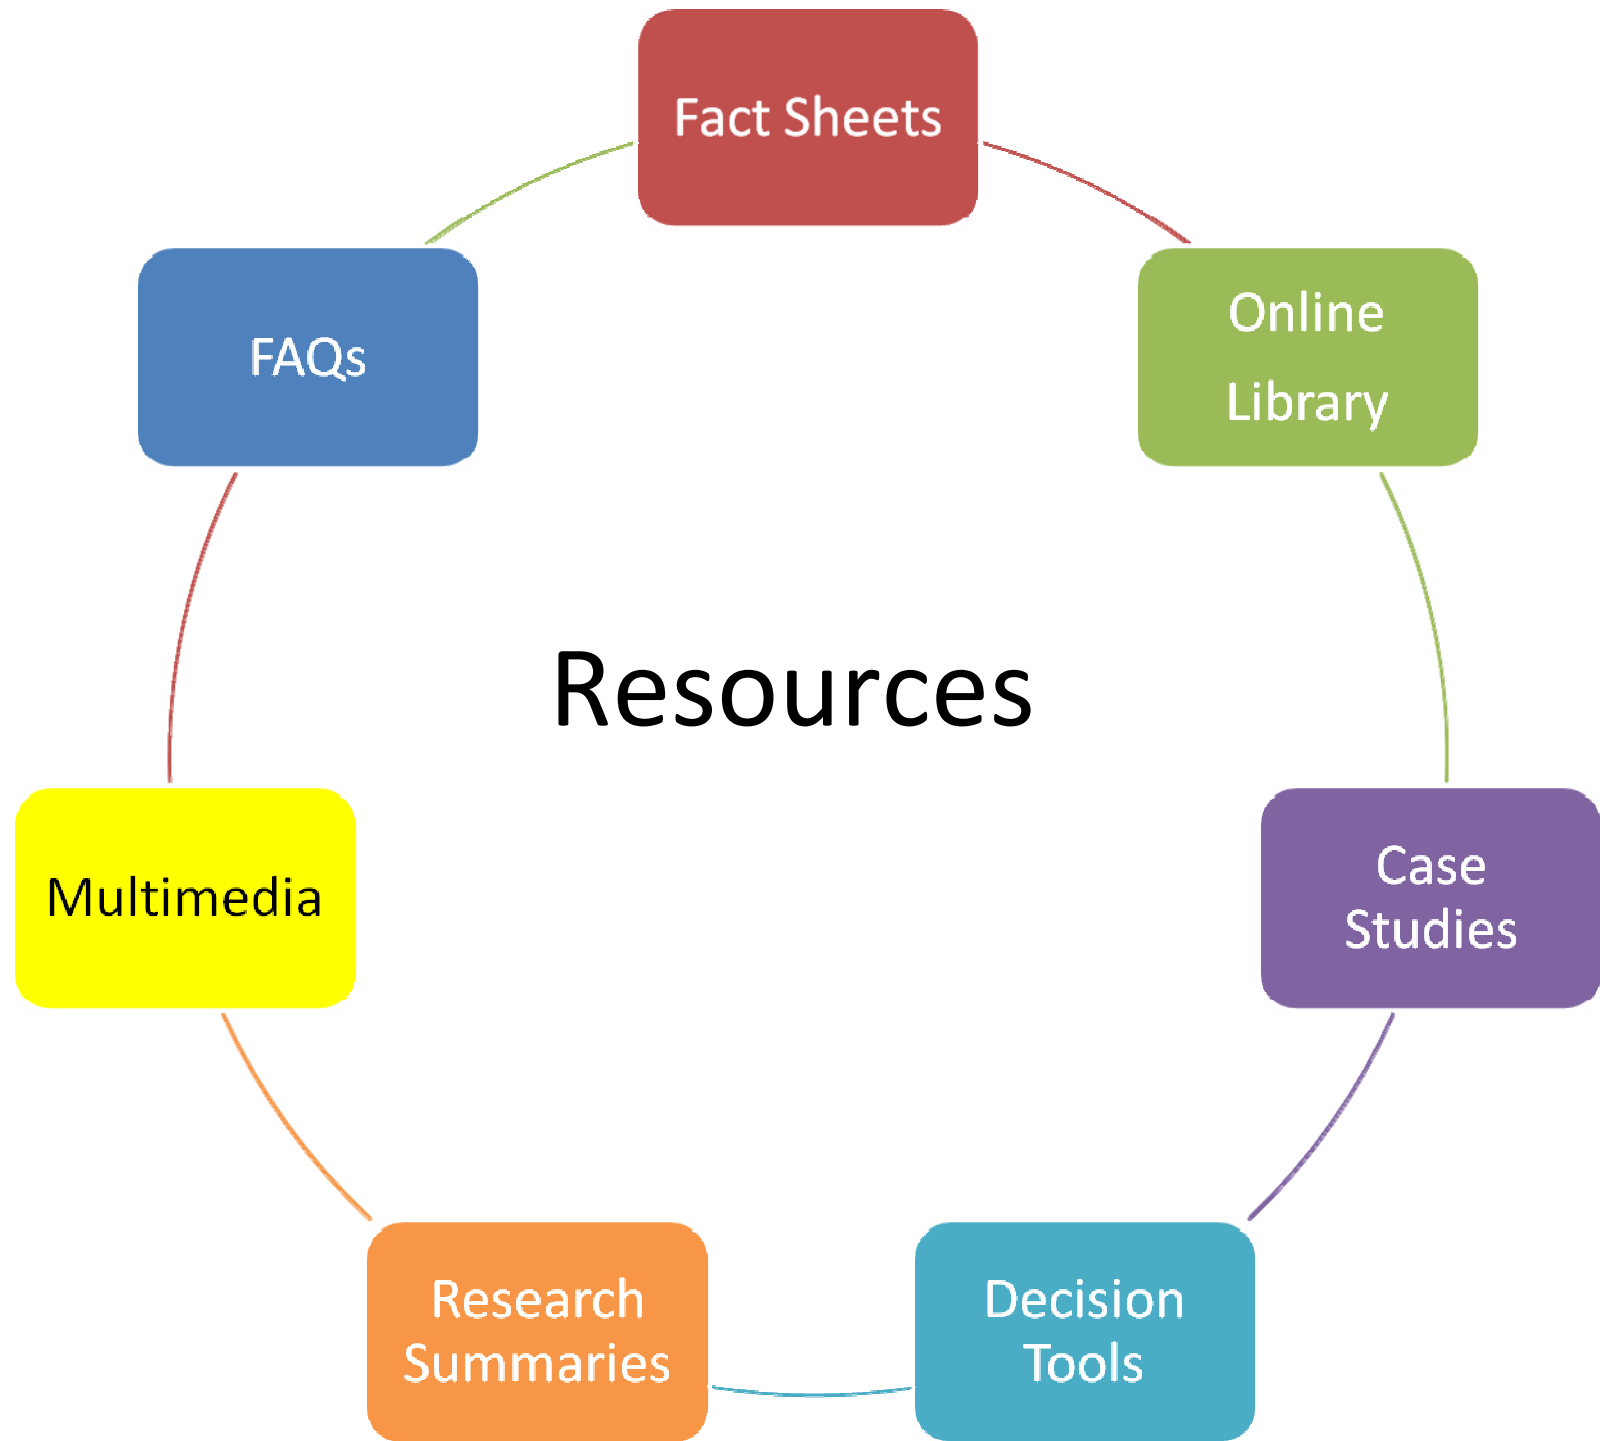 Fact Sheets
Online
Library
Case
Studies
Decision
Tools
Research
Summaries
Multimedia
FAQs
Resources